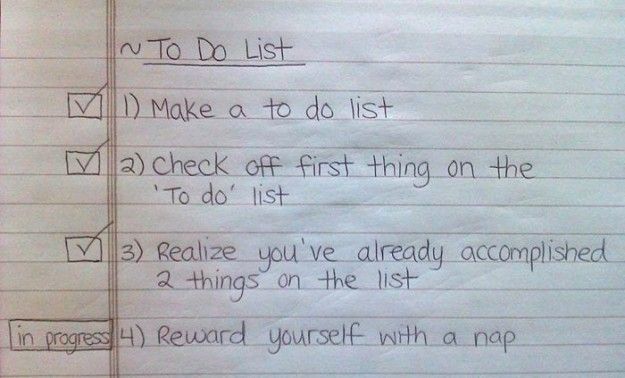 ~ To Do List
1) Make a to do list
2) Check off first thing on the
'To do' list
3) Realize you've already accomplished
2 things on the list
in progress 4) Reward yourself with a nap